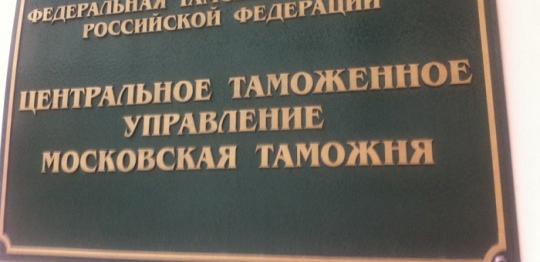 ФЕДЕРАЛЬНАЯ
РОССИЙСКОЙ ФЕДЕРАЦИИ
ЦЕНТРАЛЬНОЕ ТАМОЖЕННОЕ
УПРАВЛЕНИЕ
МОСКОВСКАЯ ТАМОЖНЯ